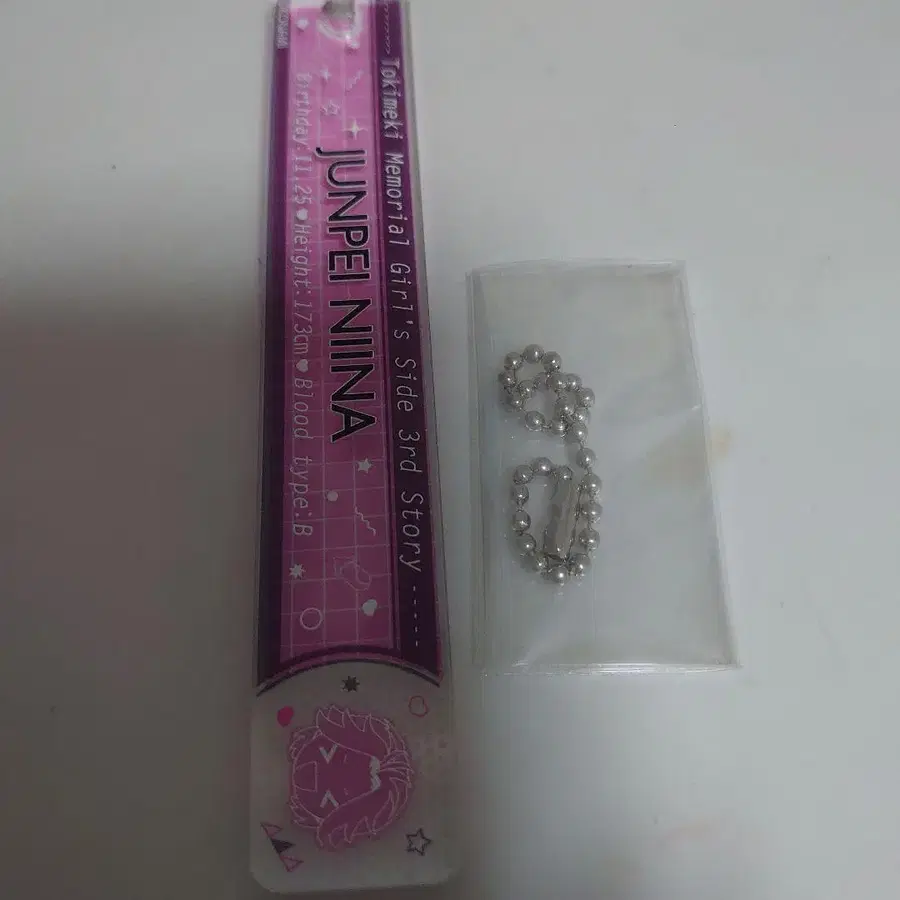 Tokimeki Memorial Girl's Side 3rd Story ------
JUNPEI NIINA
Birthday:11.25♥Height:173cm♥Blood type:B